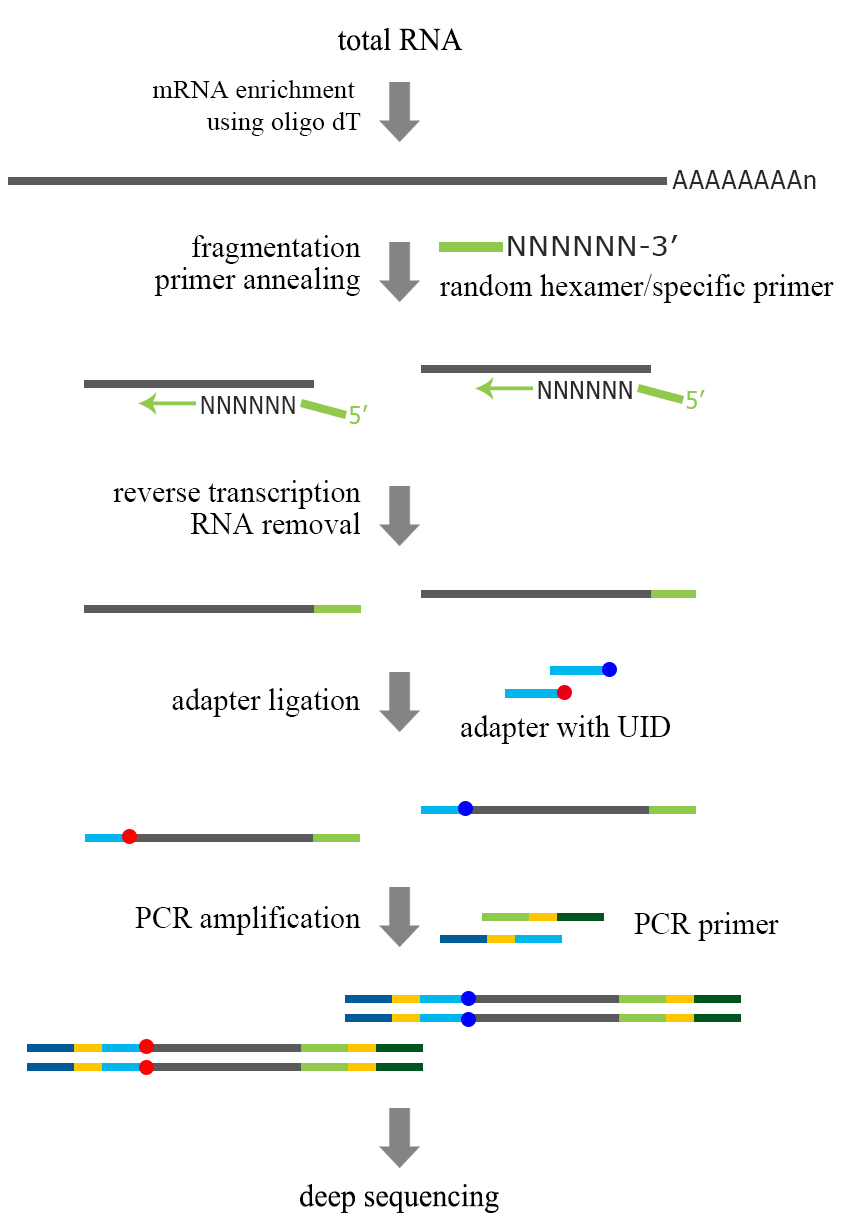 total RNA
mRNA enrichment
using oligo dT
AAAAAAAAn
fragmentation
primer annealing
NNNNNN-3′
random hexamer/specific primer
NNNNNN
5′
NNNNNN
5′
reverse transcription
RNA removal
adapter ligation
adapter with UID
PCR amplification
PCR primer
deep sequencing